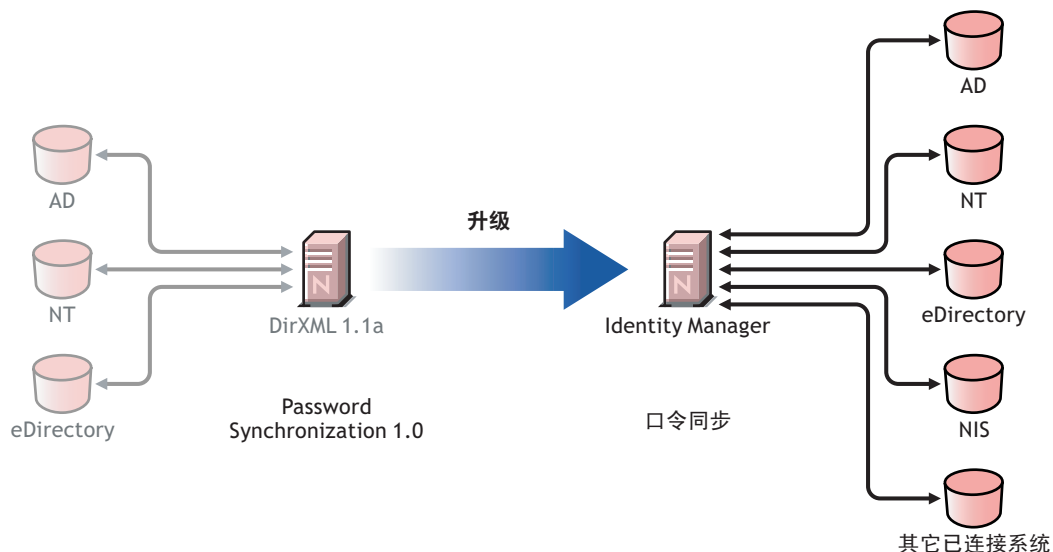 AD
NT
eDirectory
DirXML 1.1a
Password
Synchronization 1.0
升级
Identity Manager
口令同步
AD
NT
eDirectory
NIS
其它已连接系统
N
N